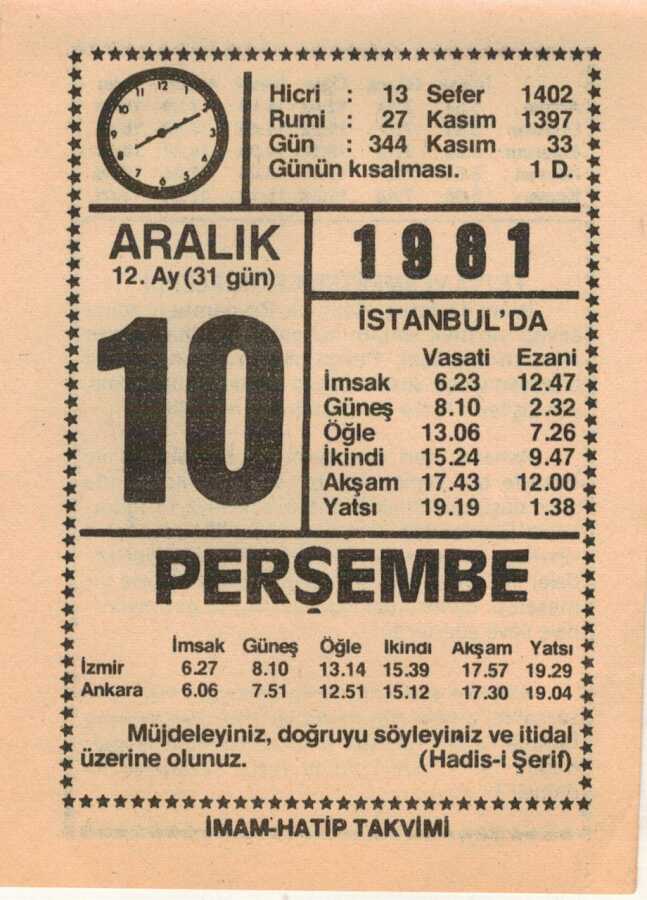 Hicri : 13 Sefer 1402
Rumi : 27 Kasım 1397
Gün : 344 Kasım 33
Günün kısalması. 1 D.
ARALIK
12. Ay (31 gün)
10
1981
İSTANBUL'DA
Vasati Ezani
İmsak 6.23 12.47
Güneş 8.10 2.32
Öğle 13.06 7.26
İkindi 15.24 9.47
Akşam 17.43 12.00
Yatsı 19.19 1.38
PERŞEMBE
İmsak Güneş Öğle İkindi Akşam Yatsı
İzmir 6.27 8.10 13.14 15.39 17.57 19.29
Ankara 6.06 7.51 12.51 15.12 17.30 19.04
Müjdeleyiniz, doğruyu söyleyiniz ve itidal
üzerine olunuz. (Hadis-i Şerif)
İMAM-HATİP TAKVİMİ